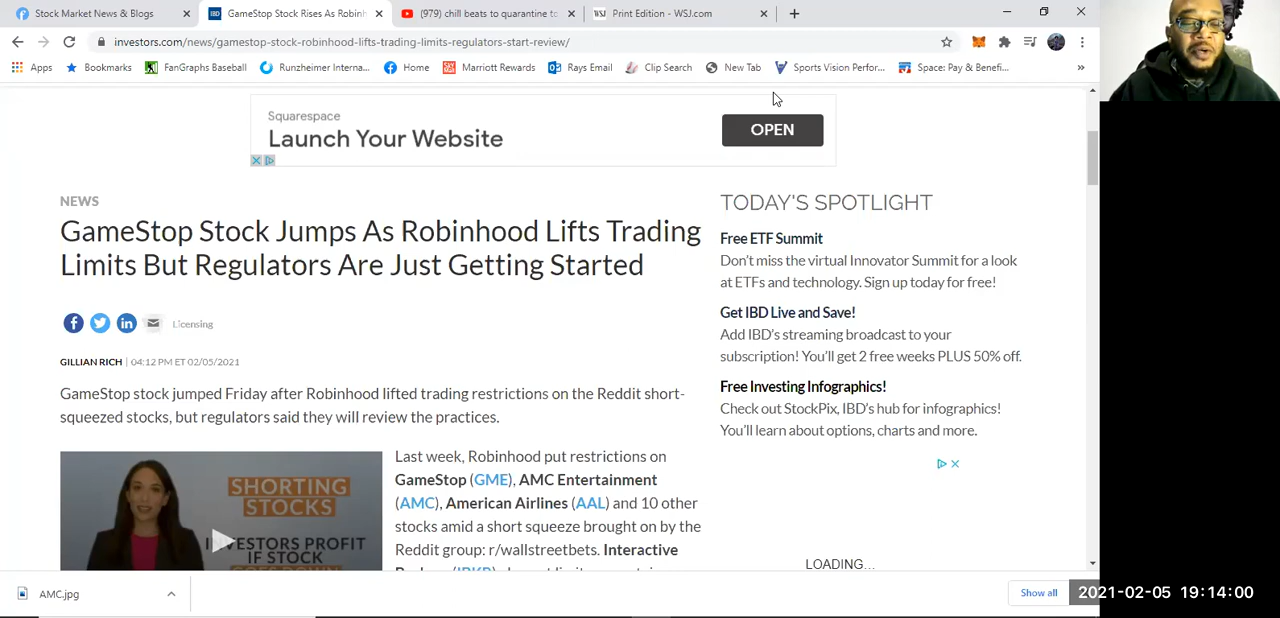 Stock Market News & Blogs
GameStop Stock Rises As Robinh
(979) chill beats to quarantine to
Print Edition - WSJ.com
investors.com/news/gamestop-stock-robinhood-lifts-trading-limits-regulators-start-review/
Apps Bookmarks FanGraphs Baseball Runzheimer Interna... Home Marriott Rewards Rays Email Clip Search New Tab Sports Vision Perfor... Space: Pay & Benefi... »
Squarespace
Launch Your Website
OPEN
NEWS
GameStop Stock Jumps As Robinhood Lifts Trading
Limits But Regulators Are Just Getting Started
Licensing
GILLIAN RICH | 04:12 PM ET 02/05/2021
GameStop stock jumped Friday after Robinhood lifted trading restrictions on the Reddit short-
squeezed stocks, but regulators said they will review the practices.
SHORTING
STOCKS
INVESTORS PROFIT
IF STOCK
Last week, Robinhood put restrictions on
GameStop (GME), AMC Entertainment
(AMC), American Airlines (AAL) and 10 other
stocks amid a short squeeze brought on by the
Reddit group: r/wallstreetbets. Interactive
TODAY'S SPOTLIGHT
Free ETF Summit
Don't miss the virtual Innovator Summit for a look
at ETFs and technology. Sign up today for free!
Get IBD Live and Save!
Add IBD's streaming broadcast to your
subscription! You'll get 2 free weeks PLUS 50% off.
Free Investing Infographics!
Check out StockPix, IBD's hub for infographics!
You'll learn about options, charts and more.
LOADING...
AMC.jpg
Show all
2021-02-05 19:14:00